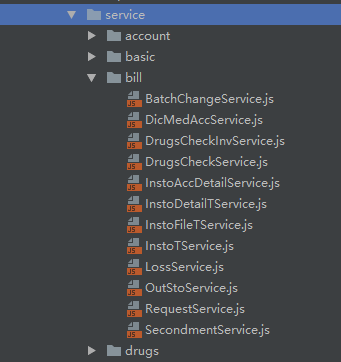 service
account
basic
bill
BatchChangeService.js
DicMedAccService.js
DrugsCheckInvService.js
DrugsCheckService.js
InstoAccDetailService.js
InstoDetailTService.js
InstoFileTService.js
InstoTService.js
LossService.js
OutStoService.js
RequestService.js
SecondmentService.js
drugs